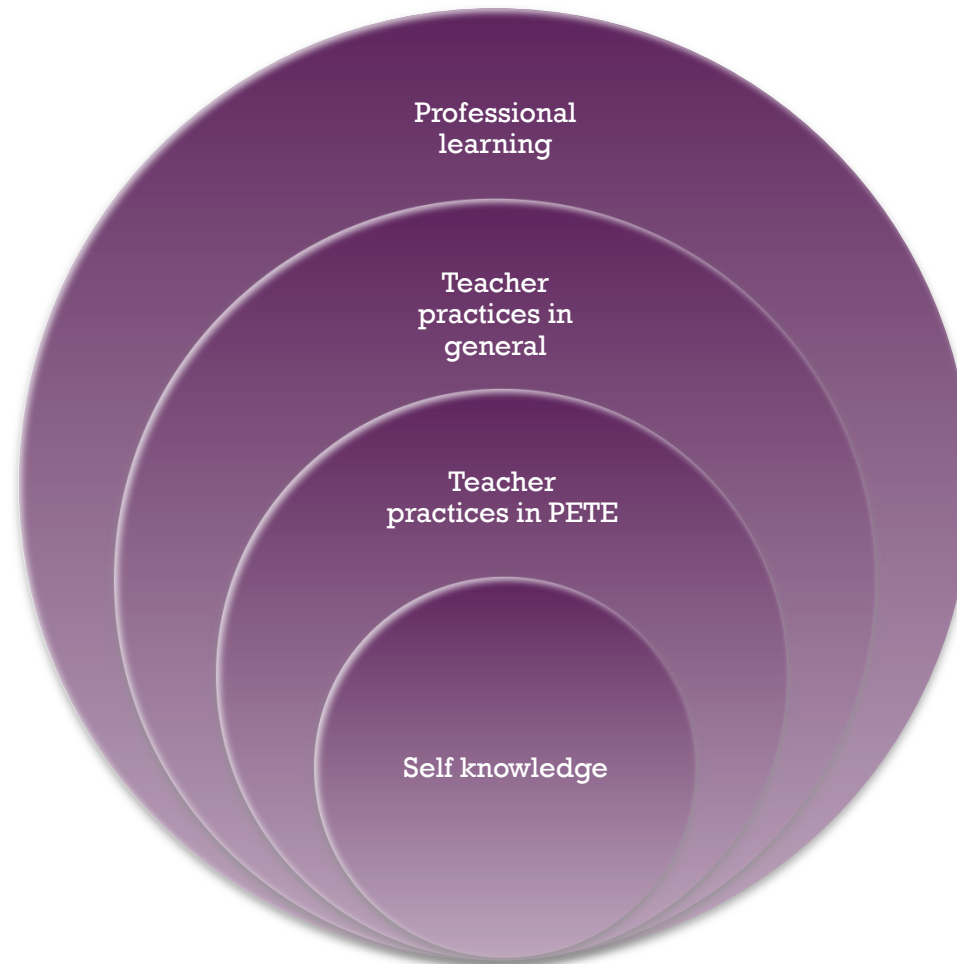 Professional
learning
Teacher
practices in
general
Teacher
practices in PETE
Self knowledge